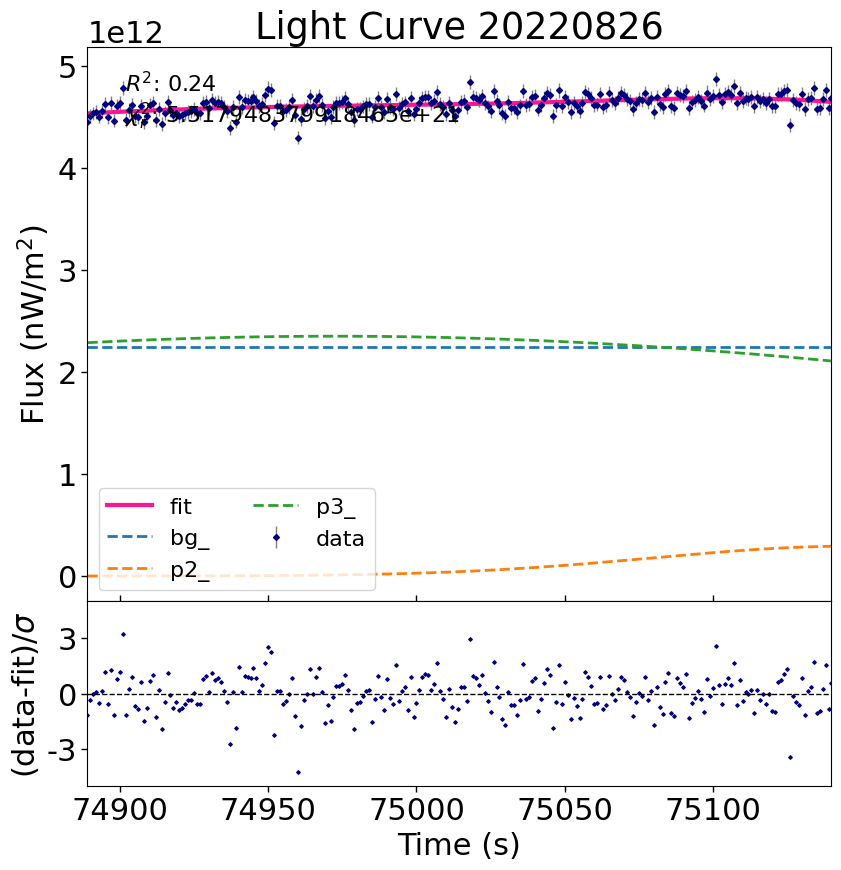 Light Curve 20220826
1e12
R²: 0.24
5
4
3
2
1
0
Flux (nW/m²)
fit
bg_
p2_
p3_
data
3
0
-3
(data-fit)/σ
74900 74950 75000 75050 75100
Time (s)